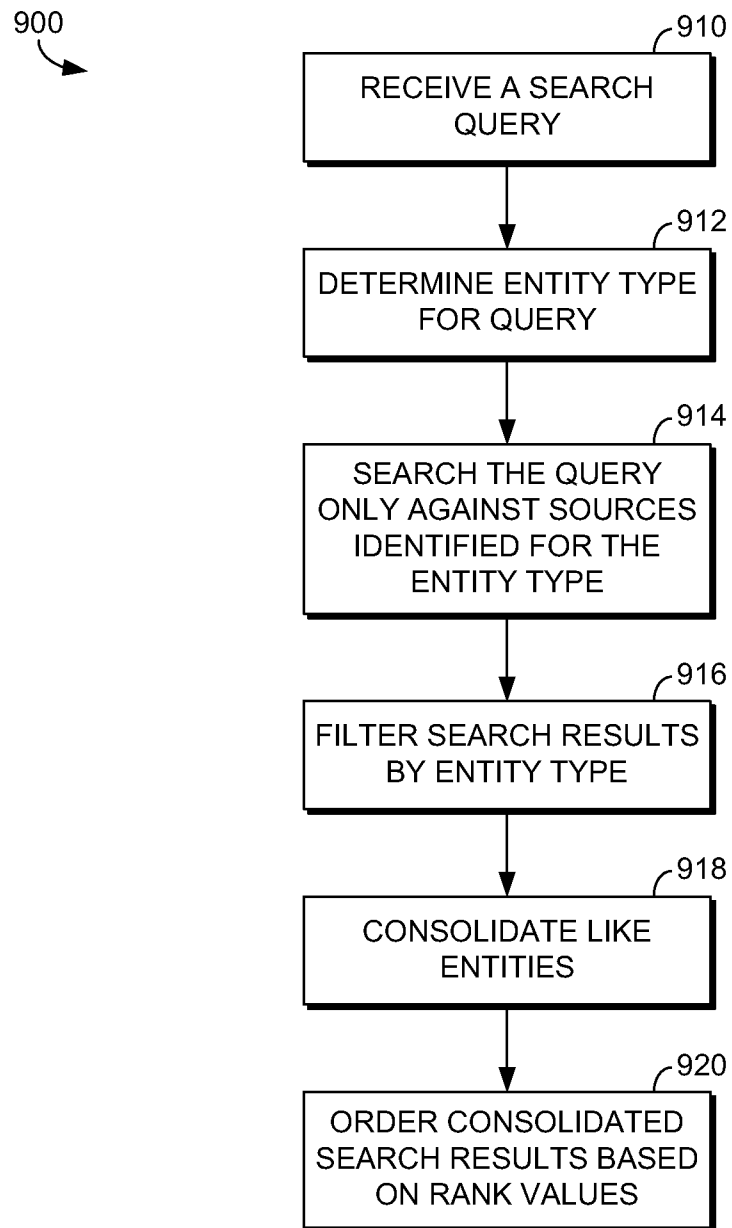 900
910
RECEIVE A SEARCH
QUERY
912
DETERMINE ENTITY TYPE
FOR QUERY
914
SEARCH THE QUERY
ONLY AGAINST SOURCES
IDENTIFIED FOR THE
ENTITY TYPE
916
FILTER SEARCH RESULTS
BY ENTITY TYPE
918
CONSOLIDATE LIKE
ENTITIES
920
ORDER CONSOLIDATED
SEARCH RESULTS BASED
ON RANK VALUES